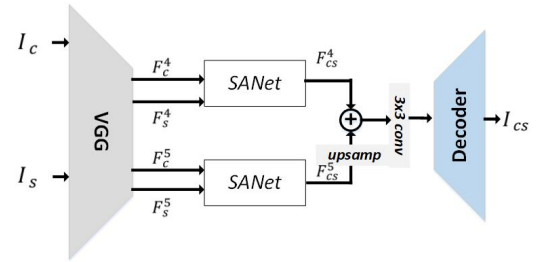 I_c
I_s
VGG
F_c^4
F_s^4
F_c^5
F_s^5
SANet
SANet
F_cs^4
F_cs^5
+
upsamp
3x3 conv
Decoder
I_cs